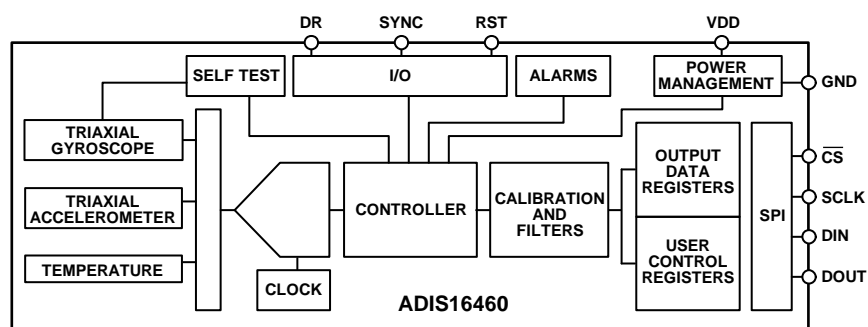 DR SYNC RST VDD
SELF TEST I/O ALARMS POWER
MANAGEMENT GND
TRIAXIAL
GYROSCOPE
TRIAXIAL
ACCELEROMETER
TEMPERATURE
CLOCK
CONTROLLER
CALIBRATION
AND
FILTERS
OUTPUT
DATA
REGISTERS
USER
CONTROL
REGISTERS
SPI
CS
SCLK
DIN
DOUT
ADIS16460